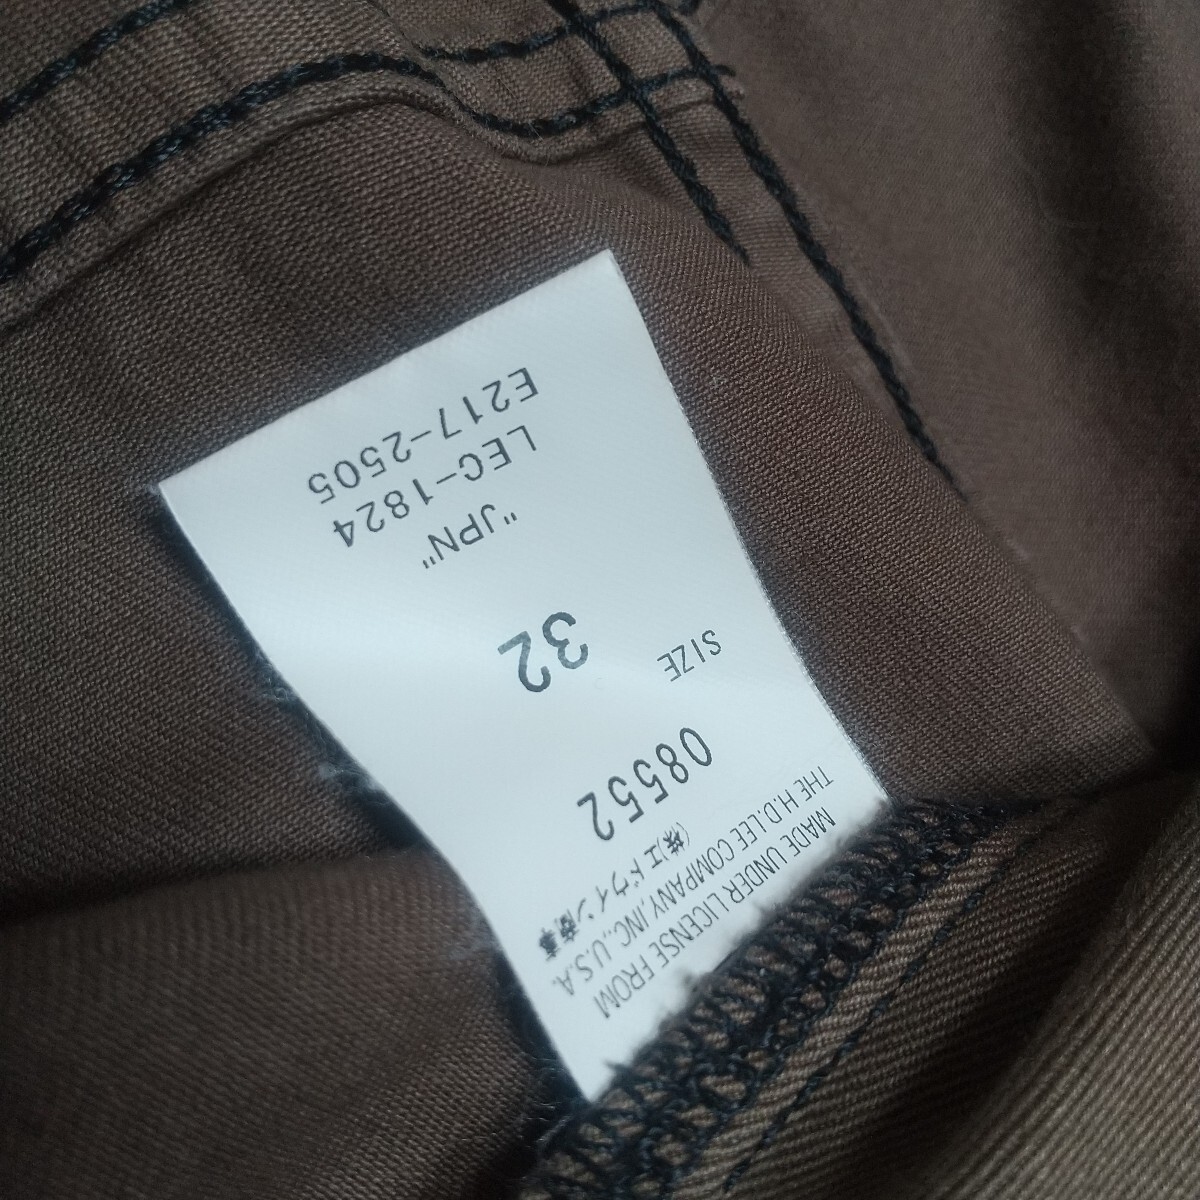 MADE UNDER LICENSE FROM
THE H.D.LEE COMPANY,INC.,U.S.A.
(株)エドウイン商事
08552
SIZE
32
"JPN"
LEC-1824
E217-2505